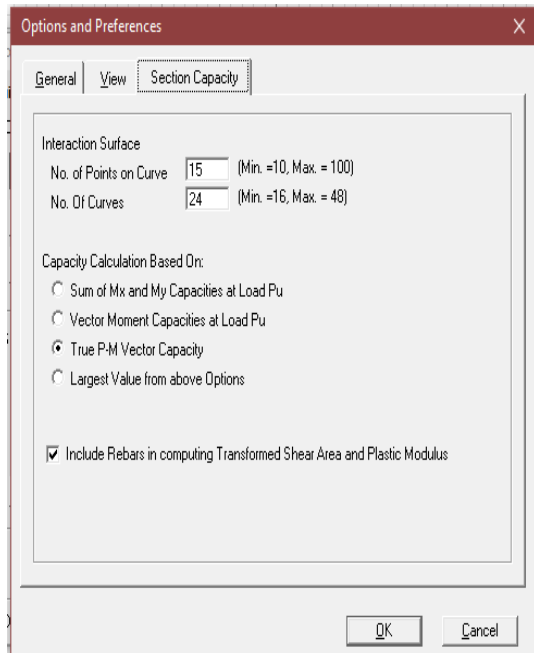 Options and Preferences X
General View Section Capacity
Interaction Surface
No. of Points on Curve 15 (Min. =10, Max. = 100)
No. Of Curves 24 (Min. =16, Max. = 48)
Capacity Calculation Based On:
Sum of Mx and My Capacities at Load Pu
Vector Moment Capacities at Load Pu
True P-M Vector Capacity
Largest Value from above Options
Include Rebars in computing Transformed Shear Area and Plastic Modulus
OK Cancel